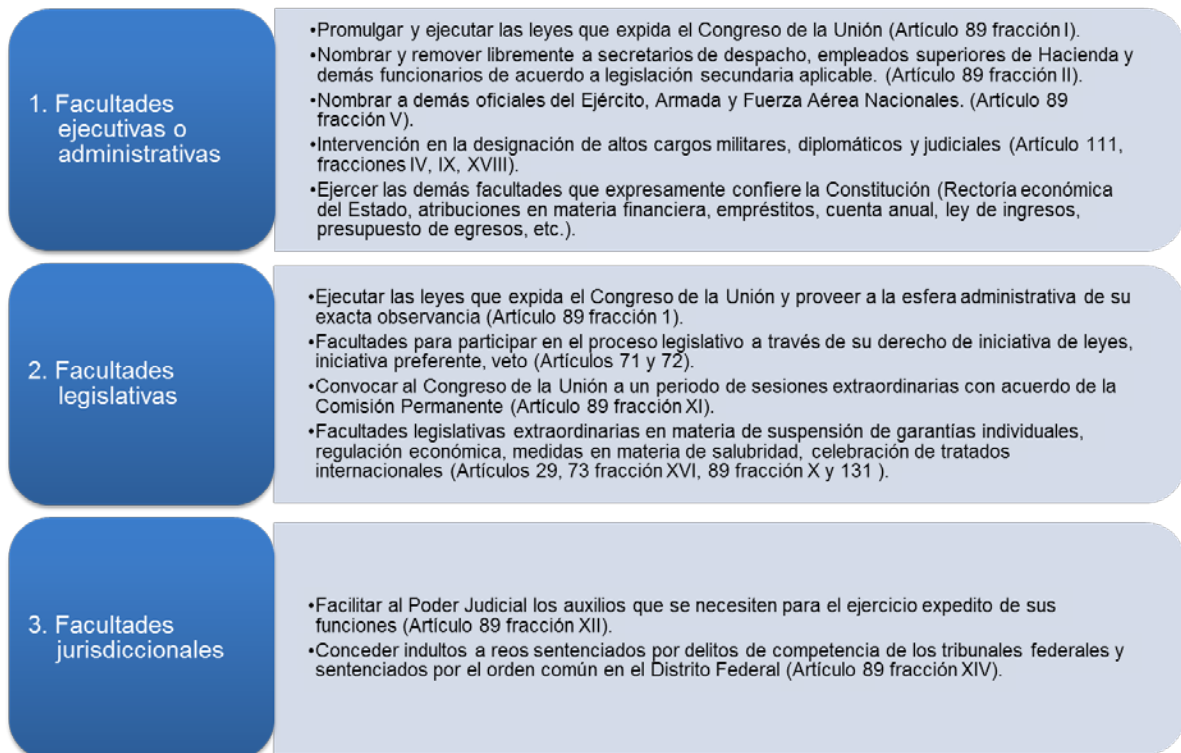 1. Facultades
ejecutivas o
administrativas
•Promulgar y ejecutar las leyes que expida el Congreso de la Unión (Artículo 89 fracción I).
•Nombrar y remover libremente a secretarios de despacho, empleados superiores de Hacienda y
demás funcionarios de acuerdo a legislación secundaria aplicable. (Artículo 89 fracción II).
•Nombrar a demás oficiales del Ejército, Armada y Fuerza Aérea Nacionales. (Artículo 89
fracción V).
•Intervención en la designación de altos cargos militares, diplomáticos y judiciales (Artículo 111,
fracciones IV, IX, XVIII).
•Ejercer las demás facultades que expresamente confiere la Constitución (Rectoría económica
del Estado, atribuciones en materia financiera, empréstitos, cuenta anual, ley de ingresos,
presupuesto de egresos, etc.).
2. Facultades
legislativas
•Ejecutar las leyes que expida el Congreso de la Unión y proveer a la esfera administrativa de su
exacta observancia (Artículo 89 fracción 1).
•Facultades para participar en el proceso legislativo a través de su derecho de iniciativa de leyes,
iniciativa preferente, veto (Artículos 71 y 72).
•Convocar al Congreso de la Unión a un periodo de sesiones extraordinarias con acuerdo de la
Comisión Permanente (Artículo 89 fracción XI).
•Facultades legislativas extraordinarias en materia de suspensión de garantías individuales,
regulación económica, medidas en materia de salubridad, celebración de tratados
internacionales (Artículos 29, 73 fracción XVI, 89 fracción X y 131 ).
3. Facultades
jurisdiccionales
•Facilitar al Poder Judicial los auxilios que se necesiten para el ejercicio expedito de sus
funciones (Artículo 89 fracción XII).
•Conceder indultos a reos sentenciados por delitos de competencia de los tribunales federales y
sentenciados por el orden común en el Distrito Federal (Artículo 89 fracción XIV).